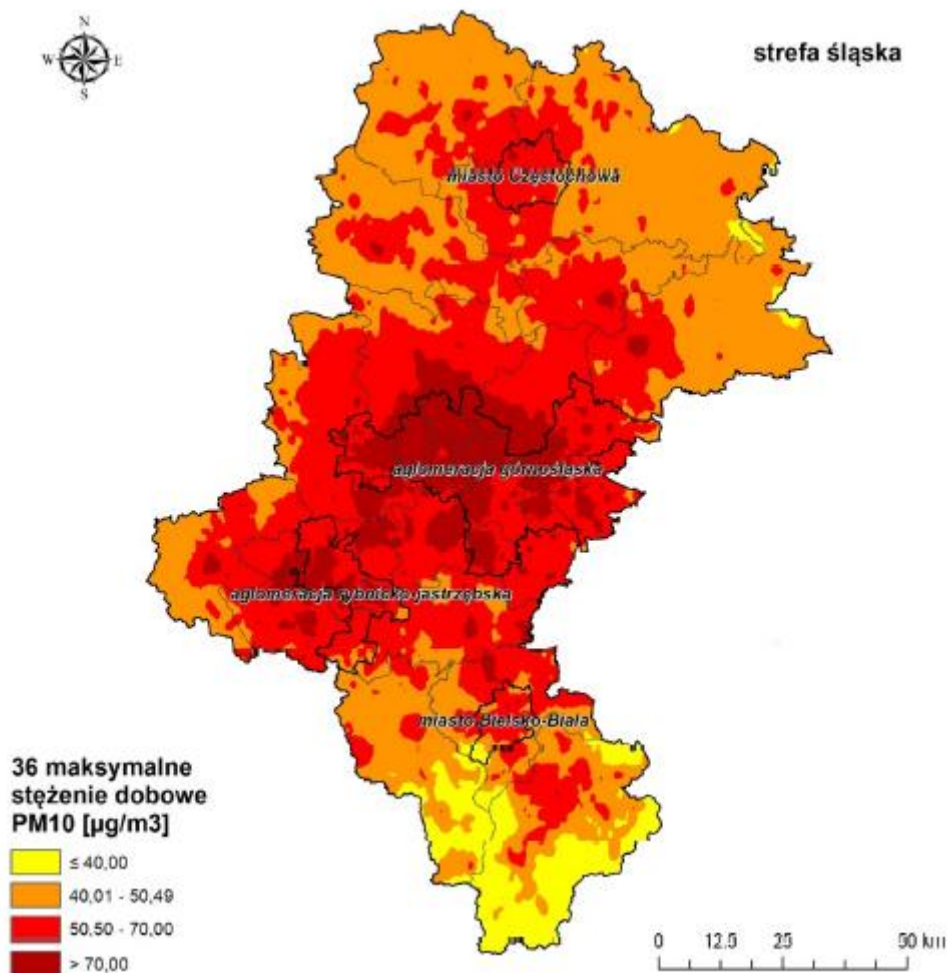 N
W E
S
strefa śląska
miasto Częstochowa
aglomeracja górnośląska
aglomeracja rybnicko-jastrzębska
miasto Bielsko-Biała
36 maksymalne
stężenie dobowe
PM10 [µg/m3]
≤ 40,00
40,01 - 50,49
50,50 - 70,00
> 70,00
0 12.5 25 50 km